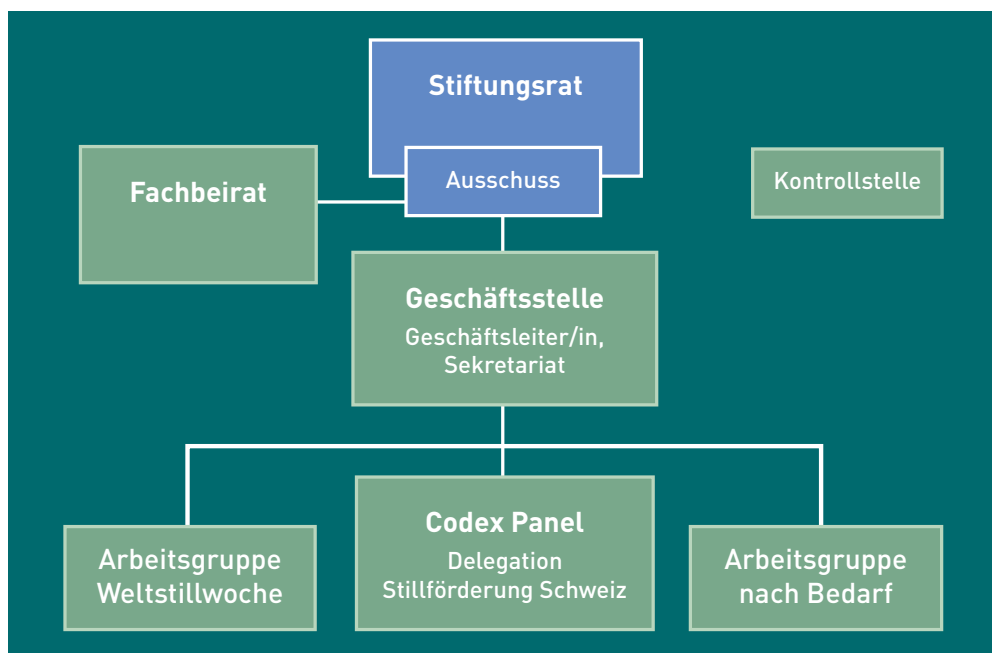 Stiftungsrat
Ausschuss
Fachbeirat
Kontrollstelle
Geschäftsstelle
Geschäftsleiter/in,
Sekretariat
Arbeitsgruppe
Weltstillwoche
Codex Panel
Delegation
Stillförderung Schweiz
Arbeitsgruppe
nach Bedarf